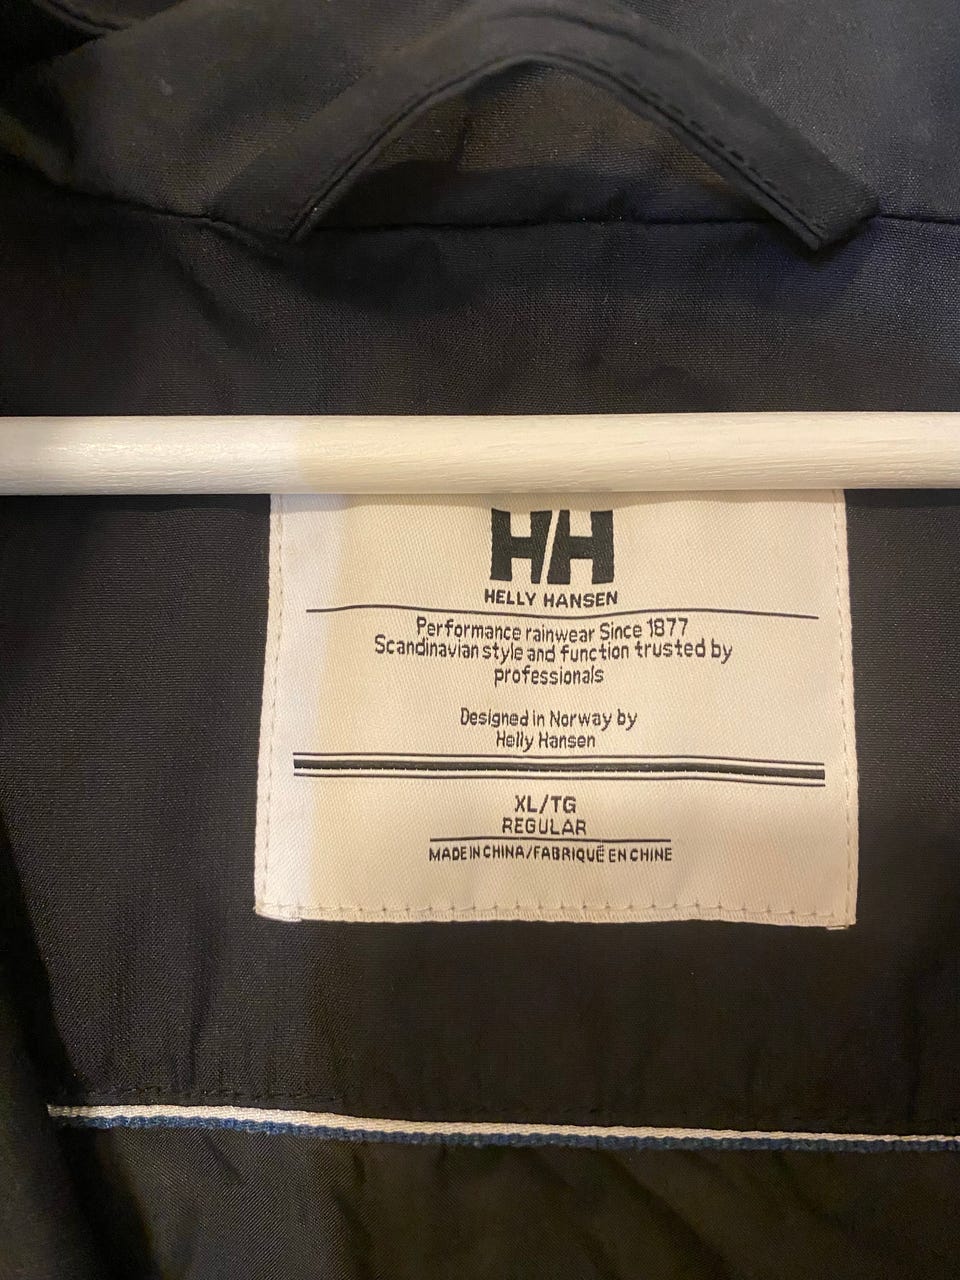 HH
HELLY HANSEN
Performance rainwear Since 1877
Scandinavian style and function trusted by
professionals
Designed in Norway by
Helly Hansen
XL/TG
REGULAR
MADE IN CHINA/FABRIQUÉ EN CHINE